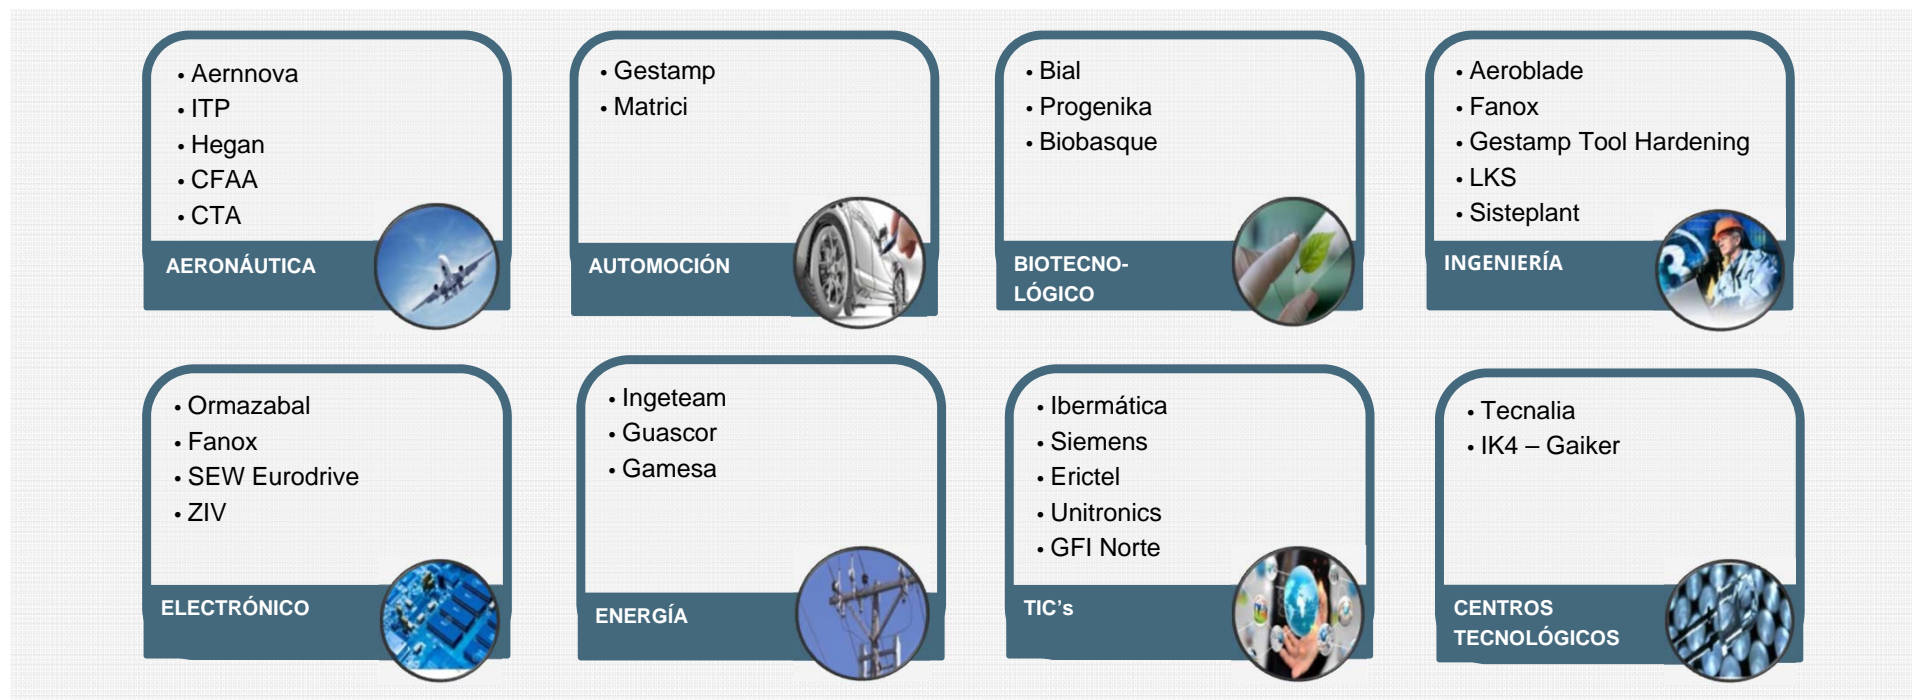 • Aernnova
• ITP
• Hegan
• CFAA
• CTA
AERONÁUTICA
• Gestamp
• Matrici
AUTOMOCIÓN
• Bial
• Progenika
• Biobasque
BIOTECNO-
LÓGICO
• Aeroblade
• Fanox
• Gestamp Tool Hardening
• LKS
• Sisteplant
INGENIERÍA
• Ormazabal
• Fanox
• SEW Eurodrive
• ZIV
ELECTRÓNICO
• Ingeteam
• Guascor
• Gamesa
ENERGÍA
• Ibermática
• Siemens
• Erictel
• Unitronics
• GFI Norte
TIC's
• Tecnalia
• IK4 – Gaiker
CENTROS
TECNOLÓGICOS